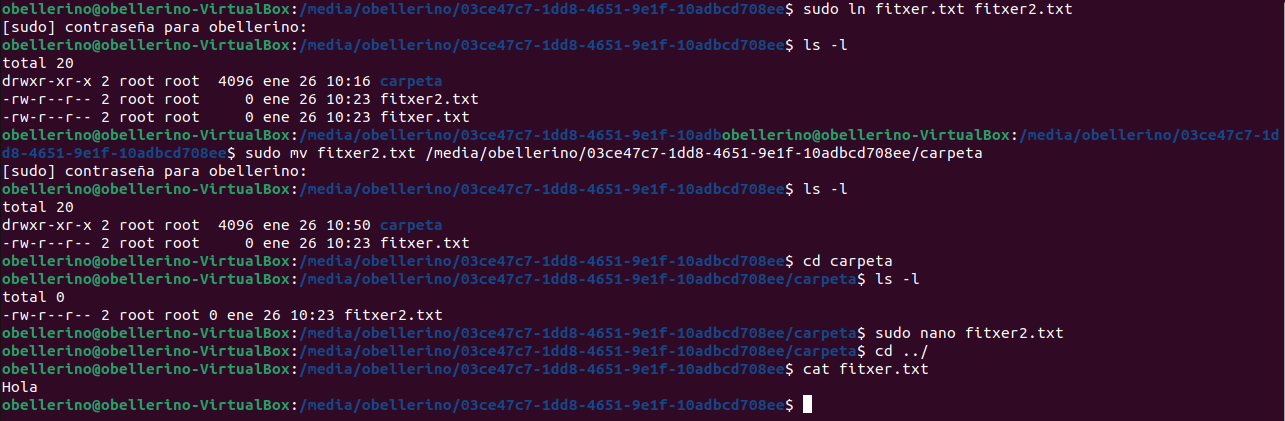 obellerino@obellerino-VirtualBox:/media/obellerino/03ce47c7-1dd8-4651-9e1f-10adbcd708ee$ sudo ln fitxer.txt fitxer2.txt
[sudo] contraseña para obellerino:
obellerino@obellerino-VirtualBox:/media/obellerino/03ce47c7-1dd8-4651-9e1f-10adbcd708ee$ ls -l
total 20
drwxr-xr-x 2 root root  4096 ene 26 10:16 carpeta
-rw-r--r-- 2 root root     0 ene 26 10:23 fitxer2.txt
-rw-r--r-- 2 root root     0 ene 26 10:23 fitxer.txt
obellerino@obellerino-VirtualBox:/media/obellerino/03ce47c7-1dd8-4651-9e1f-10adbobellerino@obellerino-VirtualBox:/media/obellerino/03ce47c7-1d
d8-4651-9e1f-10adbcd708ee$ sudo mv fitxer2.txt /media/obellerino/03ce47c7-1dd8-4651-9e1f-10adbcd708ee/carpeta
[sudo] contraseña para obellerino:
obellerino@obellerino-VirtualBox:/media/obellerino/03ce47c7-1dd8-4651-9e1f-10adbcd708ee$ ls -l
total 20
drwxr-xr-x 2 root root  4096 ene 26 10:50 carpeta
-rw-r--r-- 2 root root     0 ene 26 10:23 fitxer.txt
obellerino@obellerino-VirtualBox:/media/obellerino/03ce47c7-1dd8-4651-9e1f-10adbcd708ee$ cd carpeta
obellerino@obellerino-VirtualBox:/media/obellerino/03ce47c7-1dd8-4651-9e1f-10adbcd708ee/carpeta$ ls -l
total 0
-rw-r--r-- 2 root root 0 ene 26 10:23 fitxer2.txt
obellerino@obellerino-VirtualBox:/media/obellerino/03ce47c7-1dd8-4651-9e1f-10adbcd708ee/carpeta$ sudo nano fitxer2.txt
obellerino@obellerino-VirtualBox:/media/obellerino/03ce47c7-1dd8-4651-9e1f-10adbcd708ee/carpeta$ cd ../
obellerino@obellerino-VirtualBox:/media/obellerino/03ce47c7-1dd8-4651-9e1f-10adbcd708ee$ cat fitxer.txt
Hola
obellerino@obellerino-VirtualBox:/media/obellerino/03ce47c7-1dd8-4651-9e1f-10adbcd708ee$